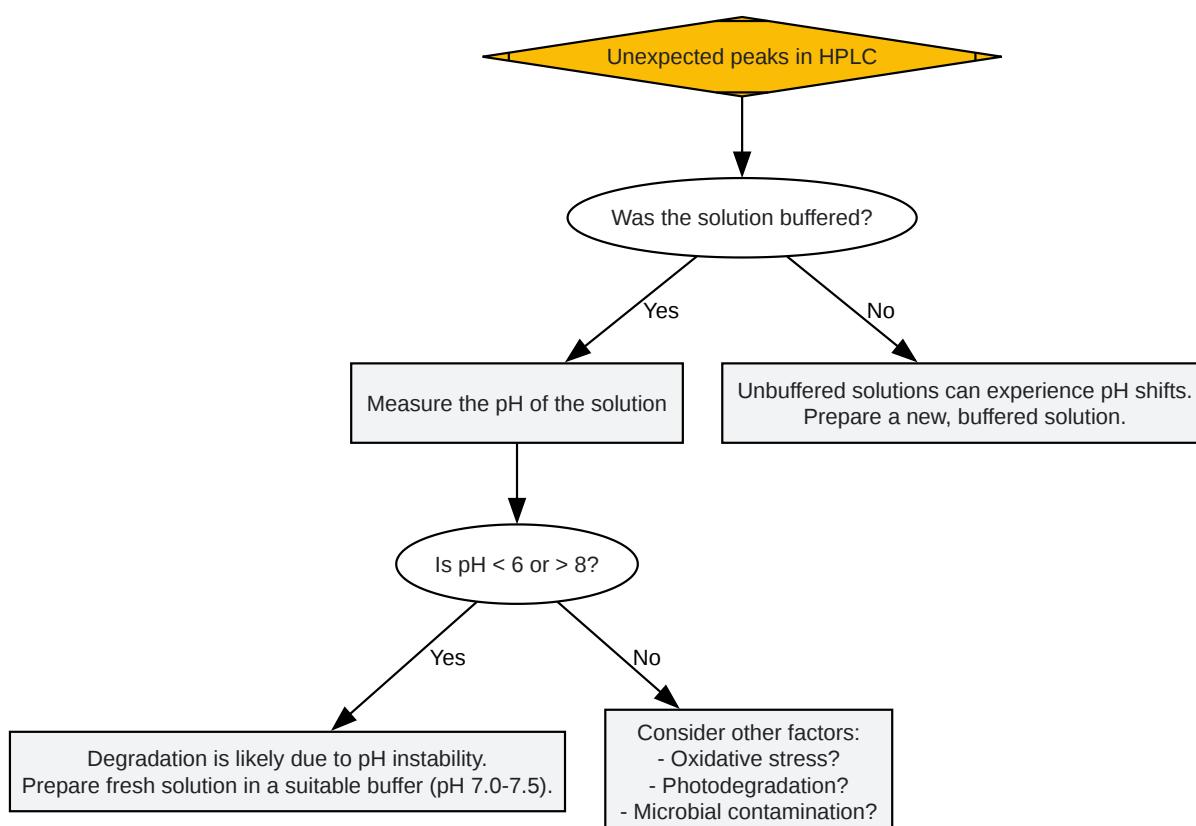 Unexpected peaks in HPLC
Was the solution buffered?
Yes
No
Measure the pH of the solution
Unbuffered solutions can experience pH shifts.
Prepare a new, buffered solution.
Is pH < 6 or > 8?
Yes
No
Degradation is likely due to pH instability.
Prepare fresh solution in a suitable buffer (pH 7.0-7.5).
Consider other factors:
- Oxidative stress?
- Photodegradation?
- Microbial contamination?